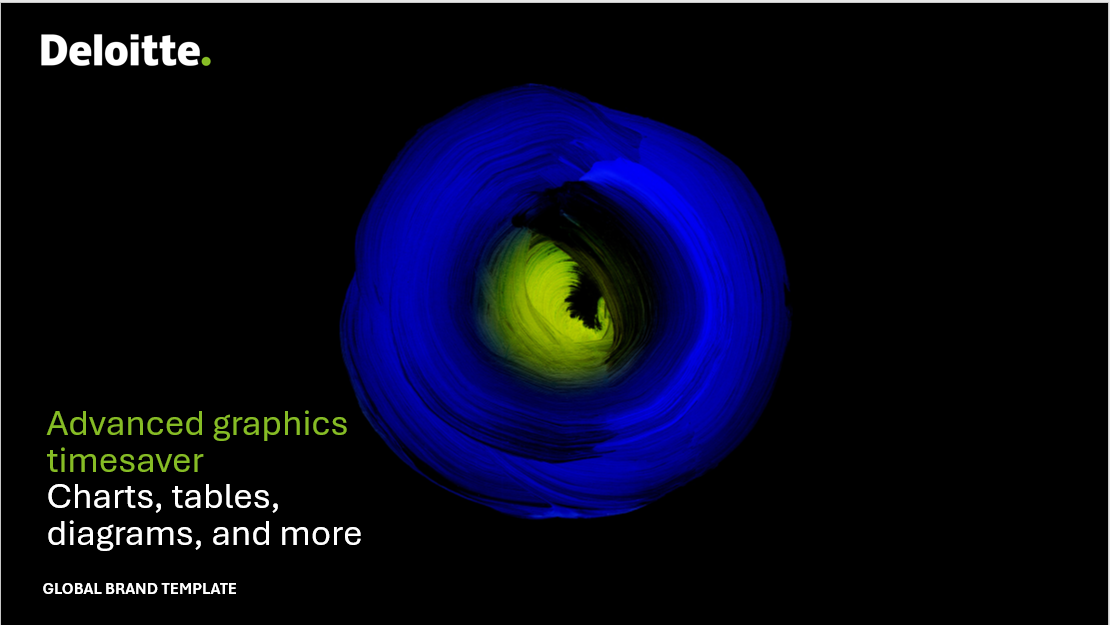 Deloitte.
Advanced graphics
timesaver
Charts, tables,
diagrams, and more
GLOBAL BRAND TEMPLATE